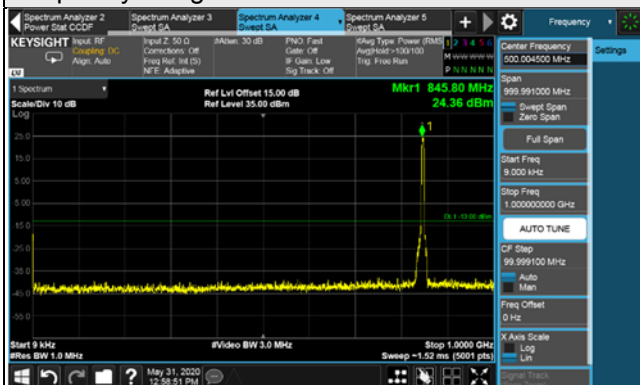 Spectrum Analyzer 2
Power Stat CCDF
Spectrum Analyzer 3
Swept SA
Spectrum Analyzer 4
Swept SA
Spectrum Analyzer 5
Swept SA
+
Frequency
KEYSIGHT
Input: RF
Coupling: DC
Align: Auto
Input Z: 50 Ω
Corrections: Off
Freq Ref: Int (S)
NFE: Adaptive
#Atten: 30 dB
PNO: Fast
Gate: Off
IF Gain: Low
Sig Track: Off
#Avg Type: Power (RMS)
Avg|Hold:>100/100
Trig: Free Run
1 2 3 4 5 6
M W W W W W
P N N N N N
LXI
1 Spectrum
Scale/Div 10 dB
Log
Ref Lvl Offset 15.00 dB
Ref Level 35.00 dBm
Mkr1 845.80 MHz
24.36 dBm
1
25.0
15.0
5.00
-5.00
-15.0
-25.0
-35.0
-45.0
-55.0
DL1 -13.00 dBm
Start 9 kHz
#Res BW 1.0 MHz
#Video BW 3.0 MHz
Stop 1.0000 GHz
Sweep ~1.52 ms (5001 pts)
Center Frequency
500.004500 MHz
Settings
Span
999.991000 MHz
Swept Span
Zero Span
Full Span
Start Freq
9.000 kHz
Stop Freq
1.000000000 GHz
AUTO TUNE
CF Step
99.999100 MHz
Auto
Man
Freq Offset
0 Hz
X Axis Scale
Log
Lin
Signal Track
May 31, 2020
12:58:51 PM